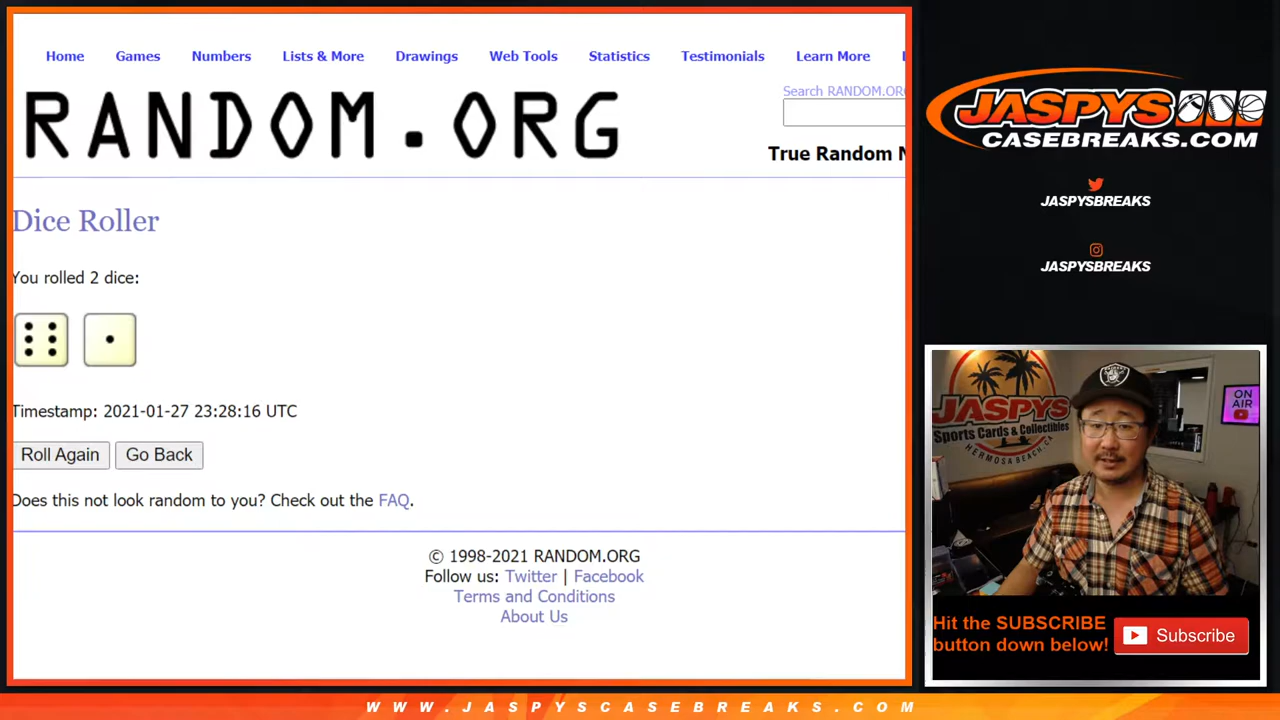 Home Games Numbers Lists & More Drawings Web Tools Statistics Testimonials Learn More
RANDOM.ORG
Search RANDOM.ORG
True Random N
Dice Roller
You rolled 2 dice:
Timestamp: 2021-01-27 23:28:16 UTC
Roll Again Go Back
Does this not look random to you? Check out the FAQ.
© 1998-2021 RANDOM.ORG
Follow us: Twitter | Facebook
Terms and Conditions
About Us
JASPYS
CASEBREAKS.COM
JASPYSBREAKS
JASPYSBREAKS
RAIDERS
JASPYS
Sports Cards & Collectibles
HERMOSA BEACH, CA
ON
AIR
Hit the SUBSCRIBE
button down below!
Subscribe
WWW.JASPYSCASEBREAKS.COM